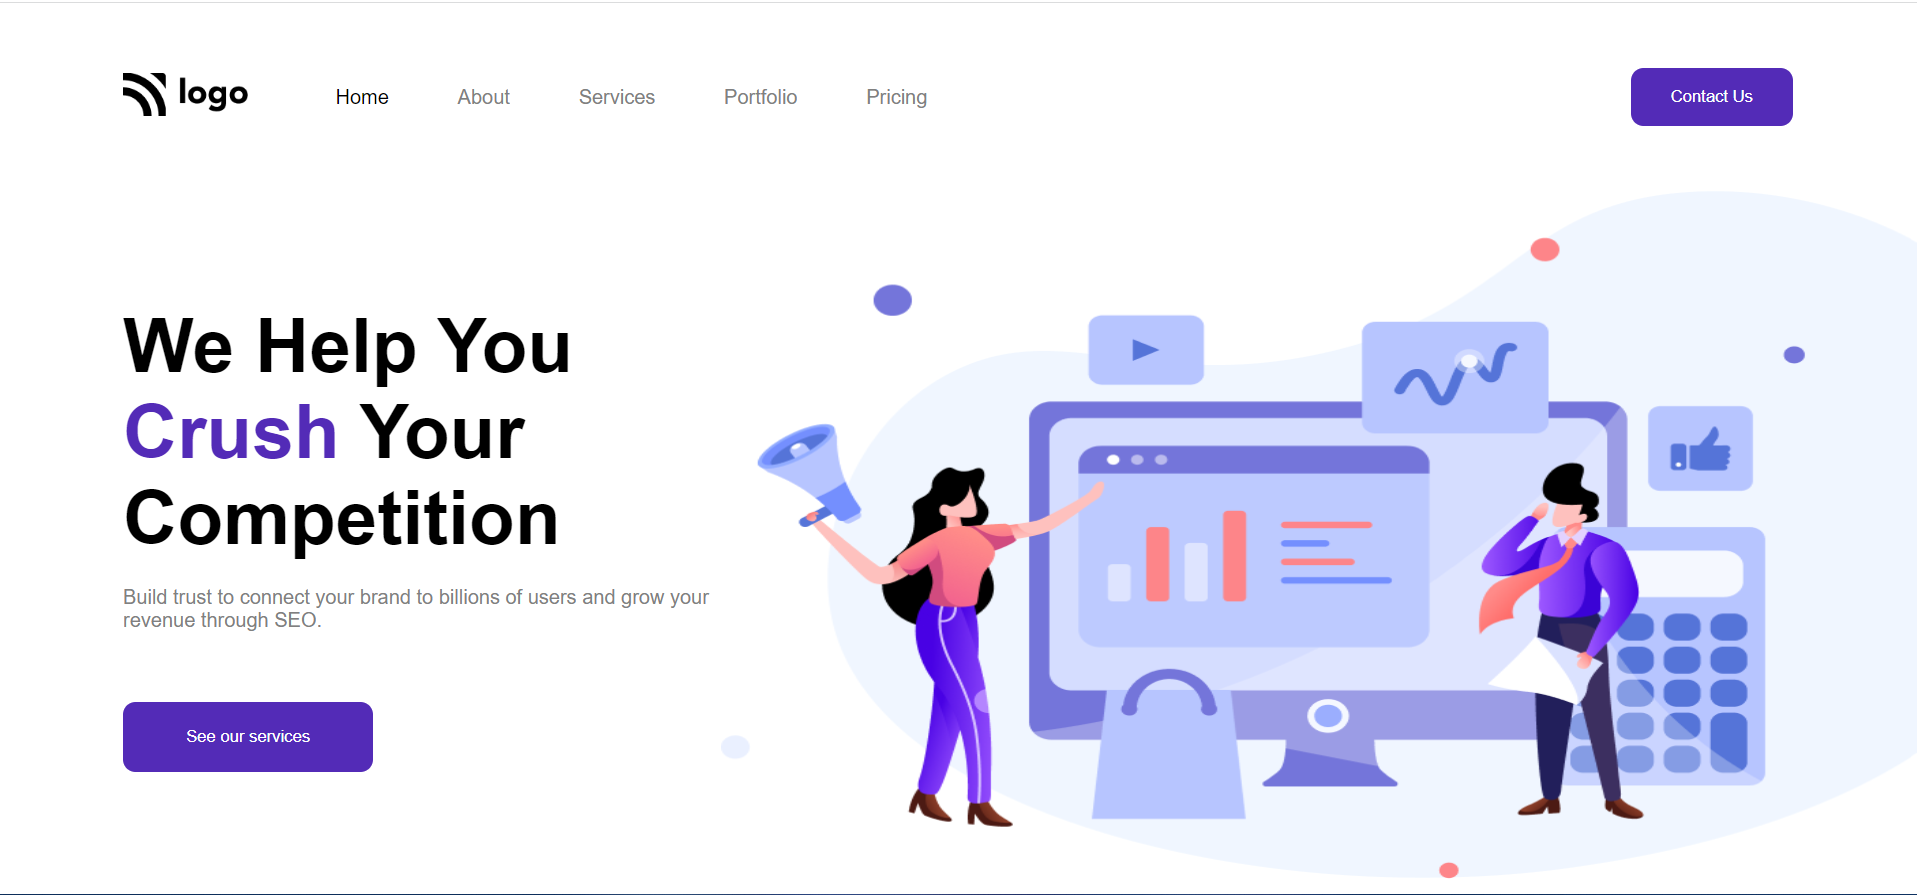 logo
Home
About
Services
Portfolio
Pricing
Contact Us
We Help You
Crush Your
Competition
Build trust to connect your brand to billions of users and grow your
revenue through SEO.
See our services